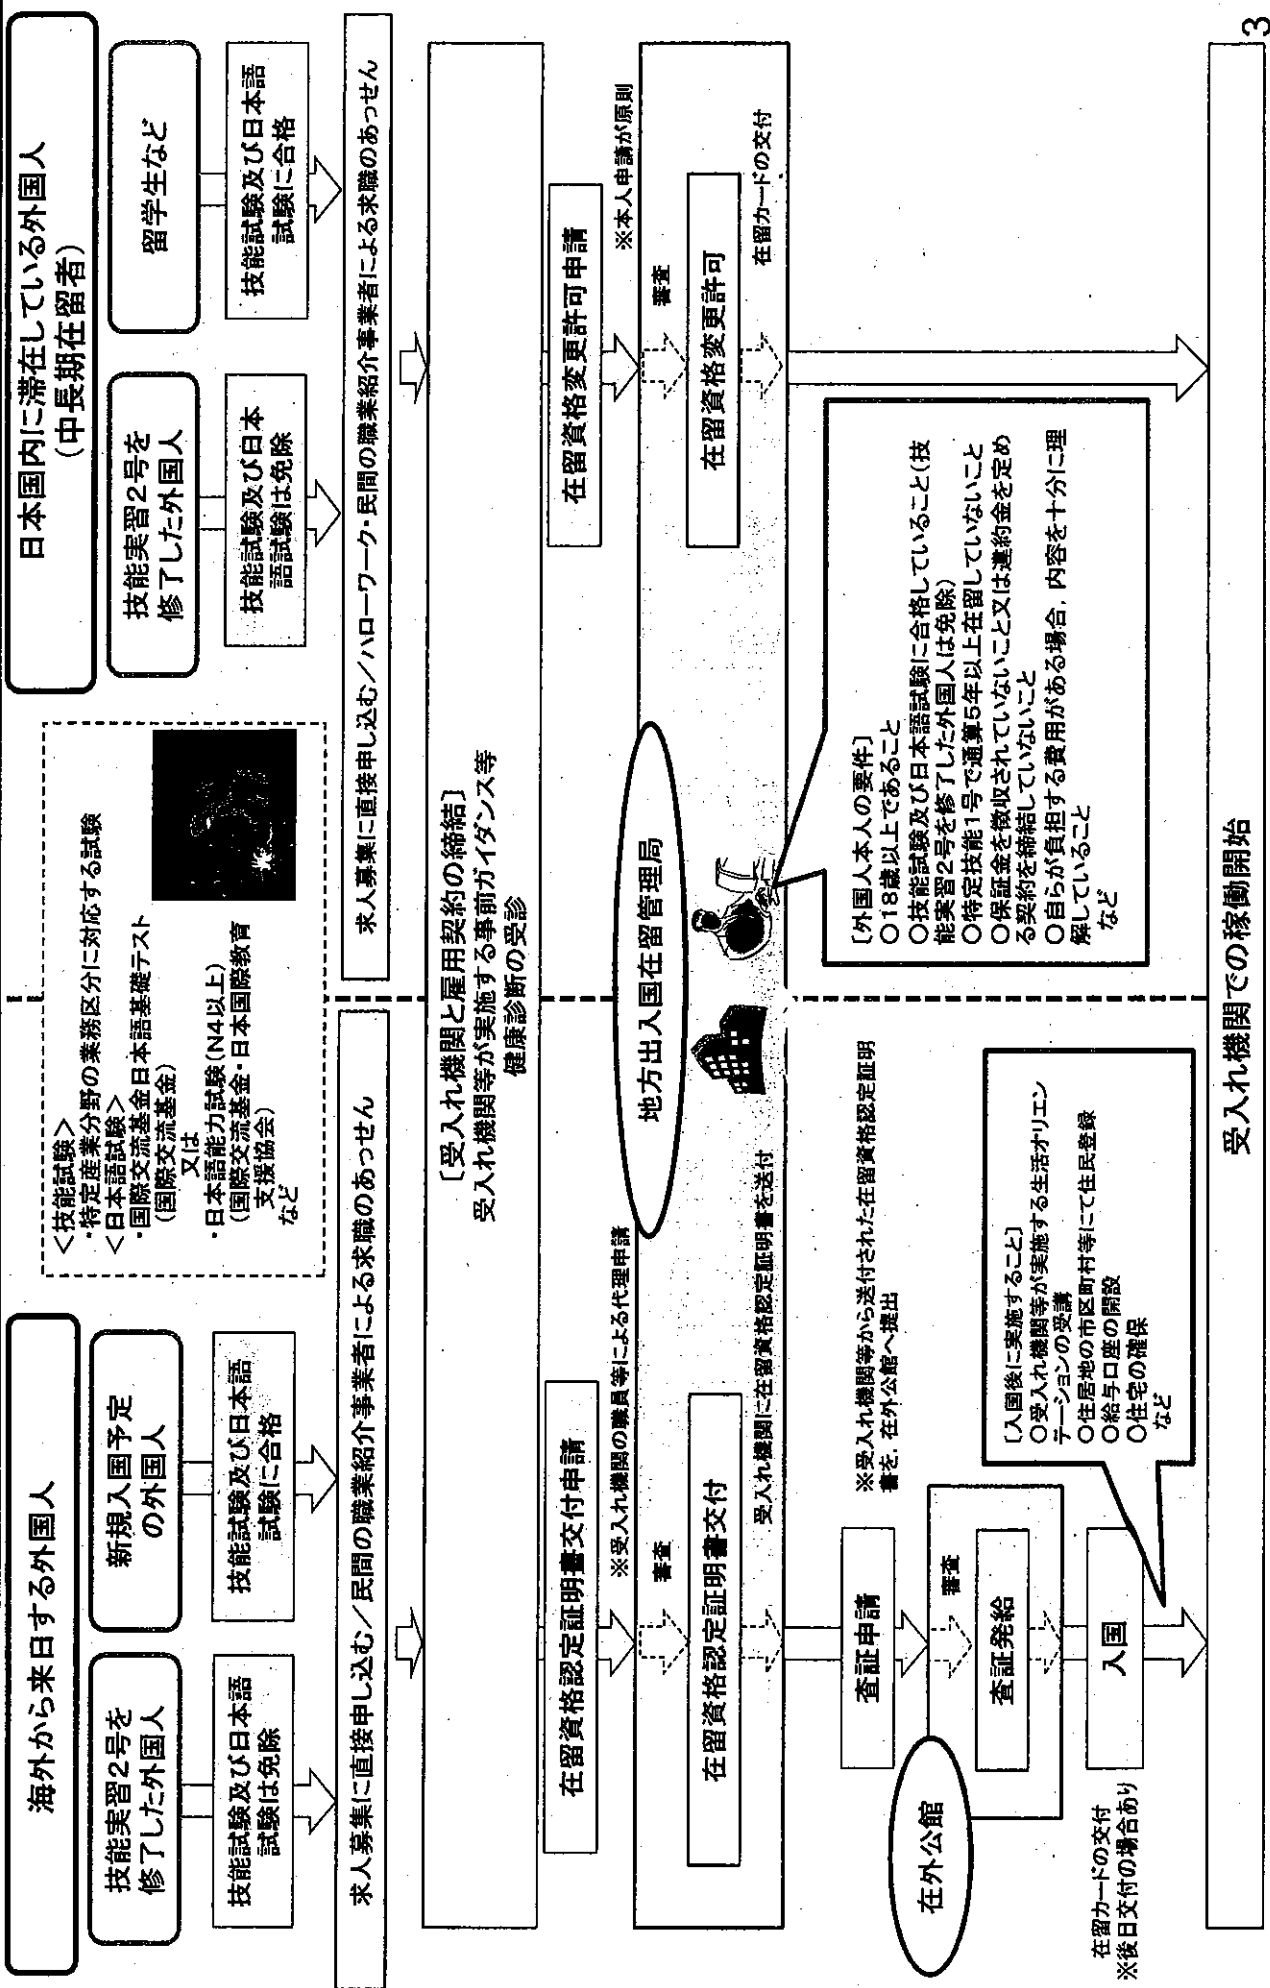 海外から来日する外国人
技能実習2号を
修了した外国人
新規入国予定
の外国人
技能試験及び日本語
試験は免除
技能試験及び日本語
試験に合格
求人募集に直接申し込む/民間の職業紹介事業者による求職のあっせん
<技能試験>
・特定産業分野の業務区分に対応する試験
<日本語試験>
・国際交流基金日本語基礎テスト
(国際交流基金)
又は
・日本語能力試験(N4以上)
(国際交流基金・日本国際教育
支援協会)
など
日本国内に滞在している外国人
(中長期在留者)
技能実習2号を
修了した外国人
留学生など
技能試験及び日本
語試験は免除
技能試験及び日本語
試験に合格
求人募集に直接申し込む/ハローワーク・民間の職業紹介事業者による求職のあっせん
[受入れ機関と雇用契約の締結]
受入れ機関等が実施する事前ガイダンス等
健康診断の受診
在留資格認定証明書交付申請
※受入れ機関の職員等による代理申請
在留資格変更許可申請
※本人申請が原則
地方出入国在留管理局
審査
在留資格認定証明書交付
受入れ機関に在留資格認定証明書を送付
審査
在留資格変更許可
在留カードの交付
査証申請
※受入れ機関等から送付された在留資格認定証明
書を,在外公館へ提出
在外公館
審査
査証発給
入国
在留カードの交付
※後日交付の場合あり
[入国後に実施すること]
○受入れ機関等が実施する生活オリエン
テーションの受講
○住居地の市区町村等にて住民登録
○給与口座の開設
○住宅の確保
など
[外国人本人の要件]
○18歳以上であること
○技能試験及び日本語試験に合格していること(技
能実習2号を修了した外国人は免除)
○特定技能1号で通算5年以上在留していないこと
○保証金を徴収されていないこと又は違約金を定め
る契約を締結していないこと
○自らが負担する費用がある場合,内容を十分に理
解していること
など
受入れ機関での稼働開始
3